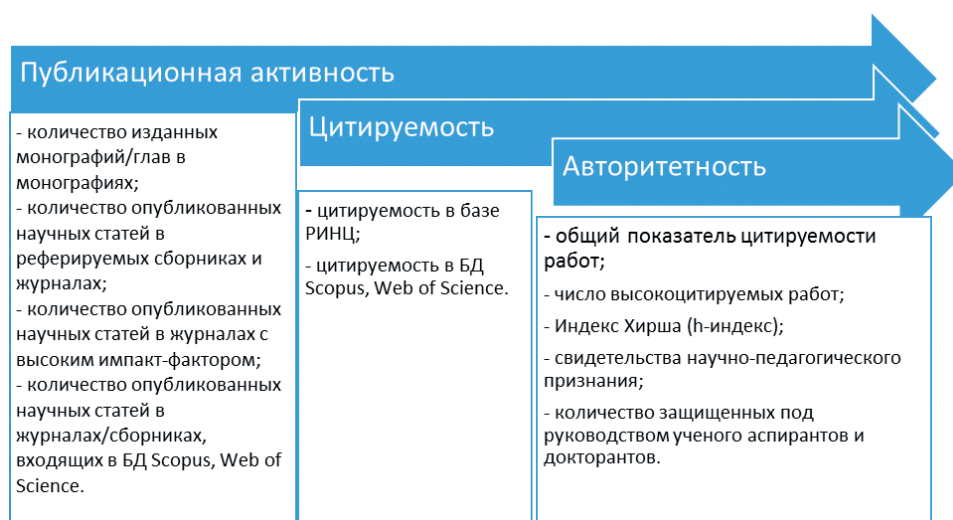 Публикационная активность
- количество изданных
монографий/глав в
монографиях;
- количество опубликованных
научных статей в
реферируемых сборниках и
журналах;
- количество опубликованных
научных статей в журналах с
высоким импакт-фактором;
- количество опубликованных
научных статей в
журналах/сборниках,
входящих в БД Scopus, Web of
Science.
Цитируемость
- цитируемость в базе
РИНЦ;
- цитируемость в БД
Scopus, Web of Science.
Авторитетность
- общий показатель цитируемости
работ;
- число высокоцитируемых работ;
- Индекс Хирша (h-индекс);
- свидетельства научно-педагогического
признания;
- количество защищенных под
руководством ученого аспирантов и
докторантов.